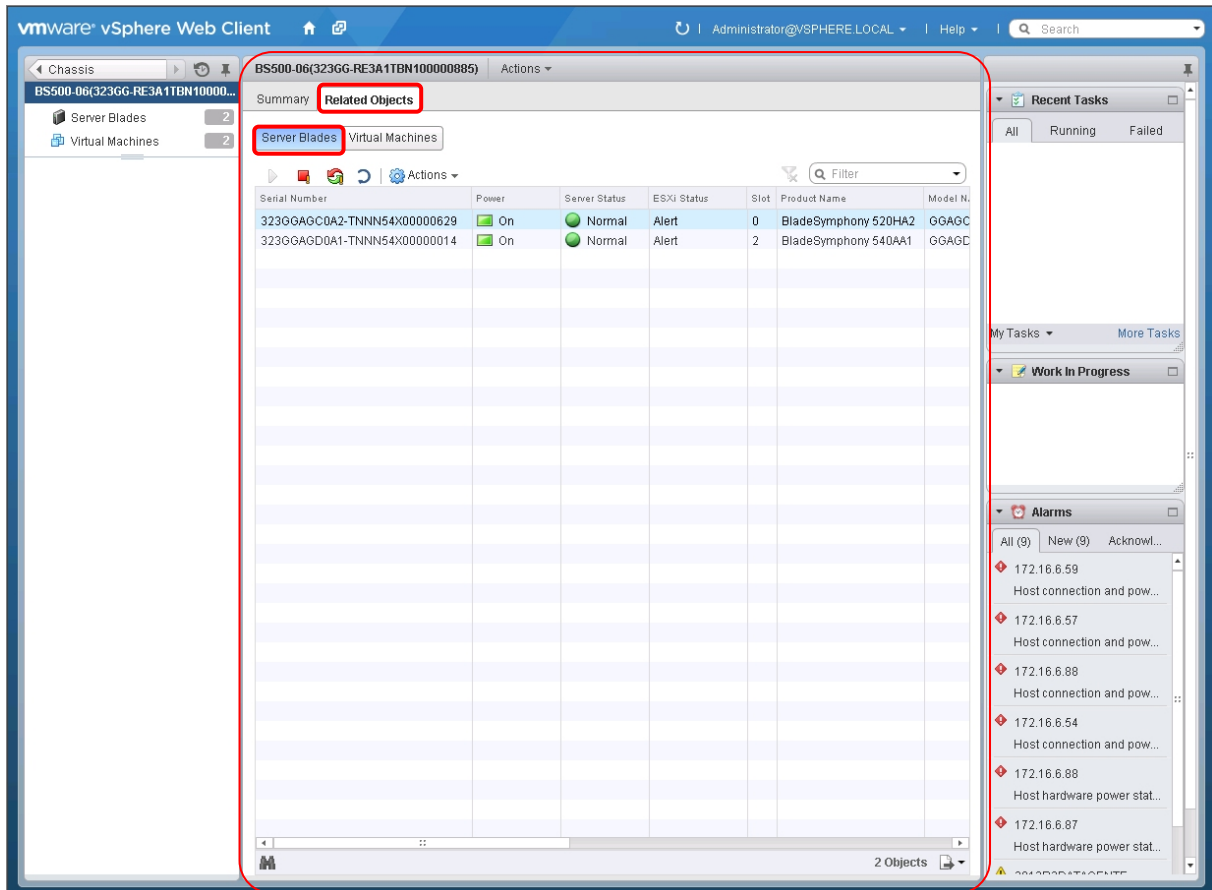 vmware® vSphere Web Client
Administrator@VSPHERE.LOCAL
Help
Search
Chassis
BS500-06(323GG-RE3A1TBN10000...
Server Blades 2
Virtual Machines 2
BS500-06(323GG-RE3A1TBN100000885) Actions
Summary Related Objects
Server Blades Virtual Machines
Actions
Filter
Serial Number Power Server Status ESXi Status Slot Product Name Model N.
323GGAGC0A2-TNNN54X00000629 On Normal Alert 0 BladeSymphony 520HA2 GGAGC
323GGAGD0A1-TNNN54X00000014 On Normal Alert 2 BladeSymphony 540AA1 GGAGD
2 Objects
Recent Tasks
All Running Failed
My Tasks More Tasks
Work In Progress
Alarms
All (9) New (9) Acknowl...
172.16.6.59
Host connection and pow...
172.16.6.57
Host connection and pow...
172.16.6.88
Host connection and pow...
172.16.6.54
Host connection and pow...
172.16.6.88
Host hardware power stat...
172.16.6.87
Host hardware power stat...